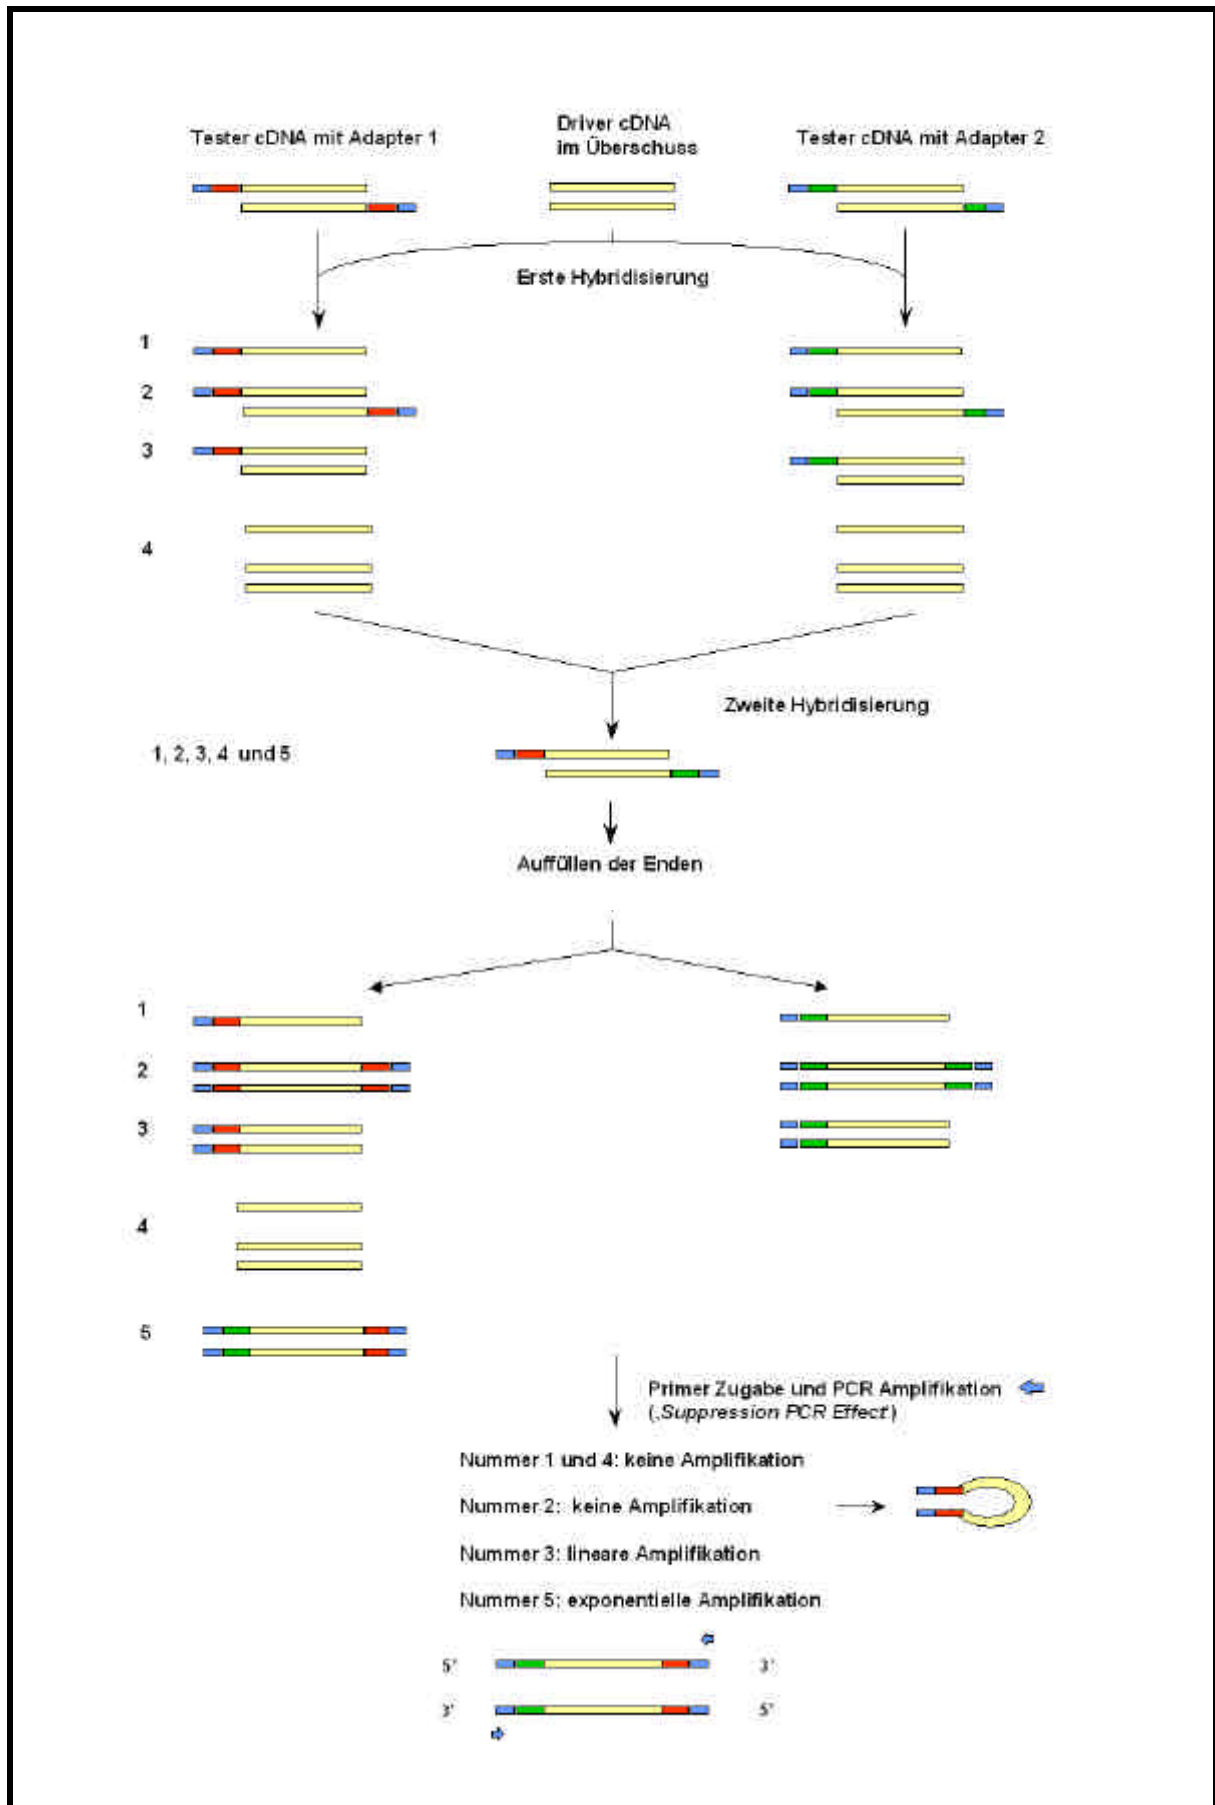 Tester cDNA mit Adapter 1
Driver cDNA
im Überschuss
Tester cDNA mit Adapter 2
Erste Hybridisierung
1
2
3
4
Zweite Hybridisierung
1, 2, 3, 4 und 5
Auffüllen der Enden
1
2
3
4
5
Primer Zugabe und PCR Amplifikation
(‚Suppression PCR Effect‘)
Nummer 1 und 4: keine Amplifikation
Nummer 2: keine Amplifikation
Nummer 3: lineare Amplifikation
Nummer 5: exponentielle Amplifikation
5' 3'
3' 5'